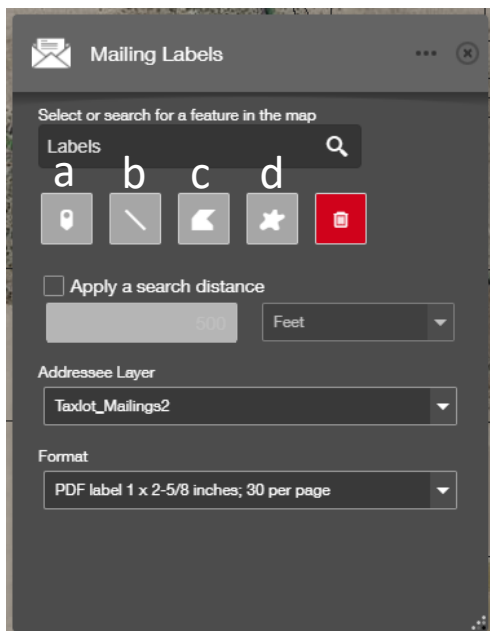 Mailing Labels
Select or search for a feature in the map
Labels
a b c d
Apply a search distance
500 Feet
Addressee Layer
Taxlot_Mailings2
Format
PDF label 1 x 2-5/8 inches; 30 per page